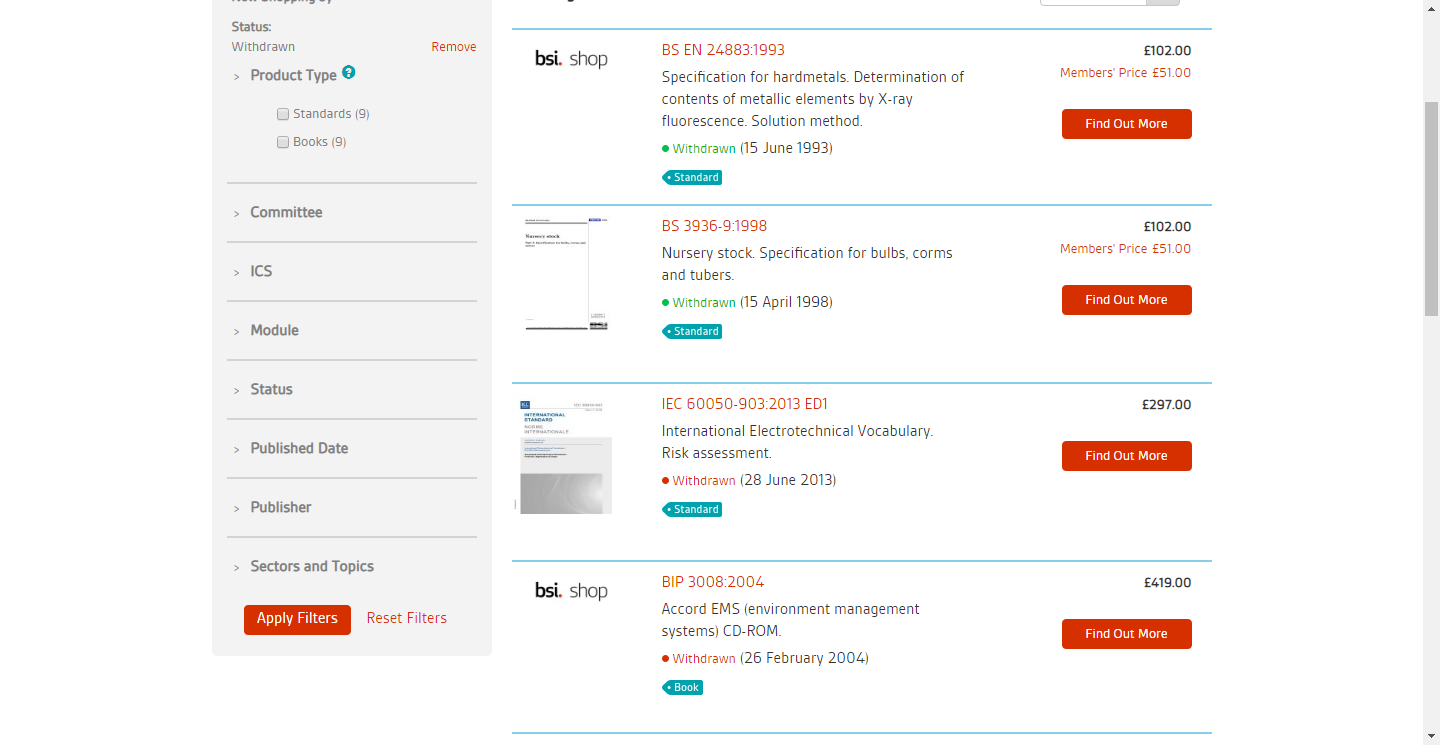 Status:
Withdrawn
Remove
Product Type ?
Standards (9)
Books (9)
Committee
ICS
Module
Status
Published Date
Publisher
Sectors and Topics
Apply Filters
Reset Filters
bsi. shop
BS EN 24883:1993
£102.00
Members' Price £51.00
Specification for hardmetals. Determination of
contents of metallic elements by X-ray
fluorescence. Solution method.
Find Out More
Withdrawn (15 June 1993)
Standard
Nursery stock
BS 3936-9:1998
£102.00
Members' Price £51.00
Nursery stock. Specification for bulbs, corms
and tubers.
Find Out More
Withdrawn (15 April 1998)
Standard
INTERNATIONAL
STANDARD
NORME
INTERNATIONALE
IEC 60050-903:2013 ED1
£297.00
International Electrotechnical Vocabulary.
Risk assessment.
Find Out More
Withdrawn (28 June 2013)
Standard
bsi. shop
BIP 3008:2004
£419.00
Accord EMS (environment management
systems) CD-ROM.
Find Out More
Withdrawn (26 February 2004)
Book